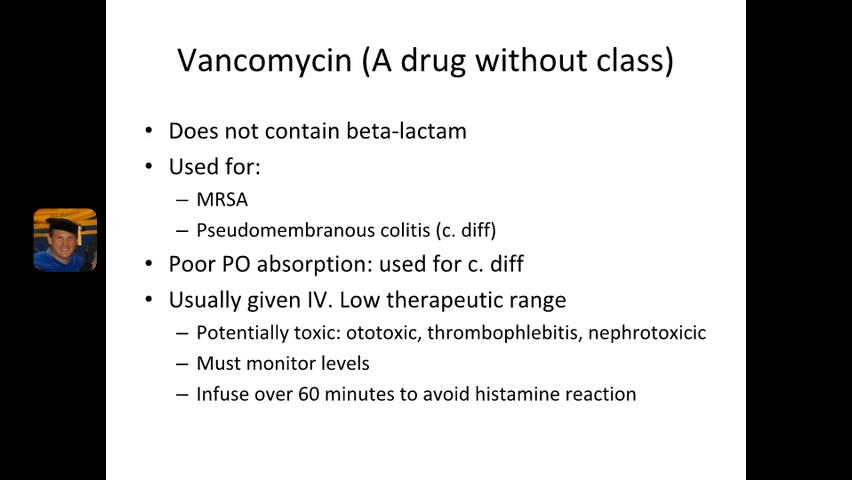 Vancomycin (A drug without class)
• Does not contain beta-lactam
• Used for:
– MRSA
– Pseudomembranous colitis (c. diff)
• Poor PO absorption: used for c. diff
• Usually given IV. Low therapeutic range
– Potentially toxic: ototoxic, thrombophlebitis, nephrotoxicic
– Must monitor levels
– Infuse over 60 minutes to avoid histamine reaction